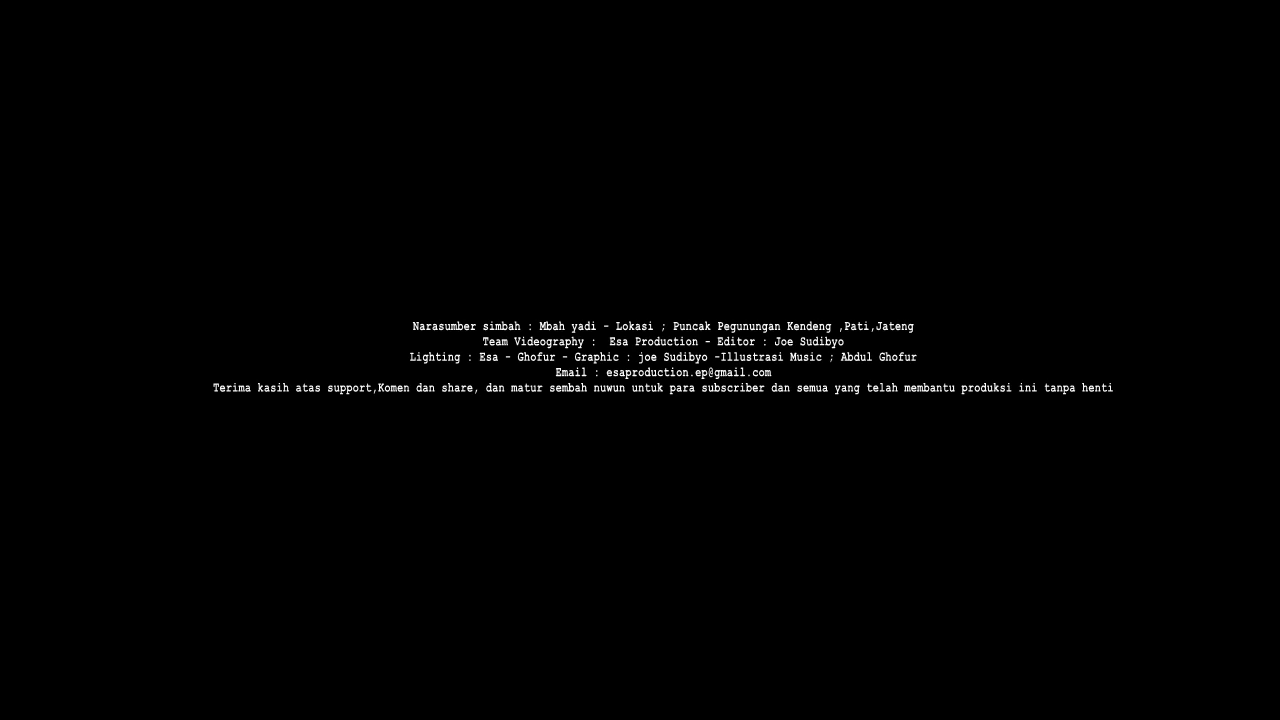 Narasumber simbah : Mbah yadi - Lokasi ; Puncak Pegunungan Kendeng ,Pati,Jateng
Team Videography :  Esa Production - Editor : Joe Sudibyo
Lighting : Esa - Ghofur - Graphic : joe Sudibyo -Illustrasi Music ; Abdul Ghofur
Email : esaproduction.ep@gmail.com
Terima kasih atas support,Komen dan share, dan matur sembah nuwun untuk para subscriber dan semua yang telah membantu produksi ini tanpa henti